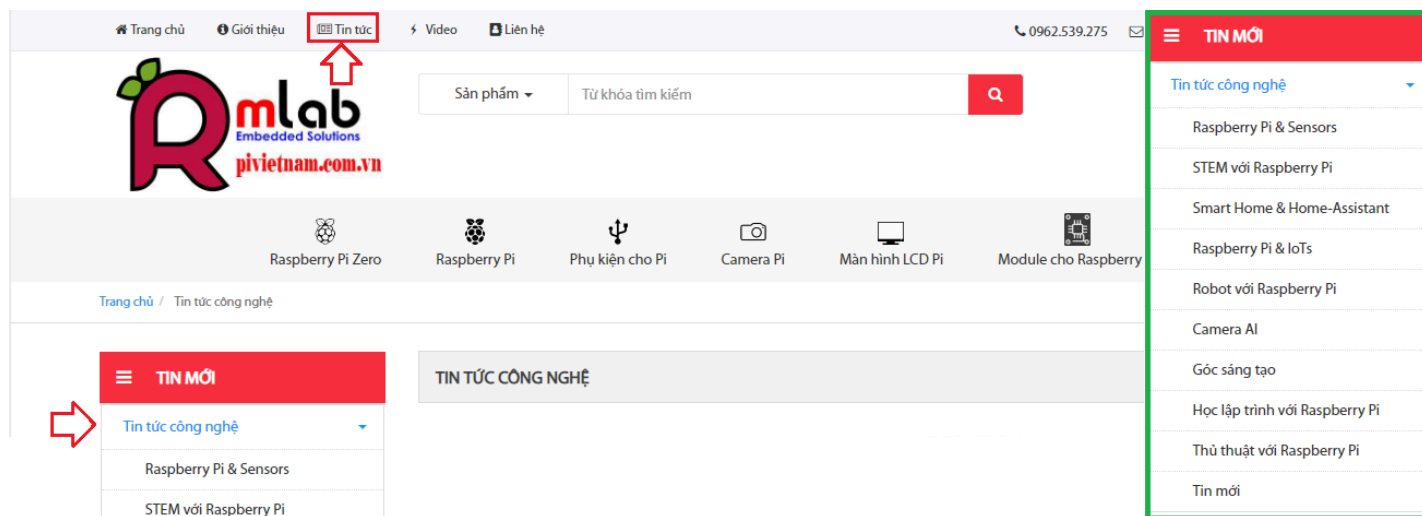 Trang chủ Giới thiệu Tin tức Video Liên hệ 0962.539.275
mlab
Embedded Solutions
pivietnam.com.vn
Sản phẩm Từ khóa tìm kiếm
Raspberry Pi Zero Raspberry Pi Phụ kiện cho Pi Camera Pi Màn hình LCD Pi Module cho Raspberry
Trang chủ / Tin tức công nghệ
TIN MỚI
Tin tức công nghệ
Raspberry Pi & Sensors
STEM với Raspberry Pi
TIN TỨC CÔNG NGHỆ
TIN MỚI
Tin tức công nghệ
Raspberry Pi & Sensors
STEM với Raspberry Pi
Smart Home & Home-Assistant
Raspberry Pi & IoTs
Robot với Raspberry Pi
Camera AI
Góc sáng tạo
Học lập trình với Raspberry Pi
Thủ thuật với Raspberry Pi
Tin mới